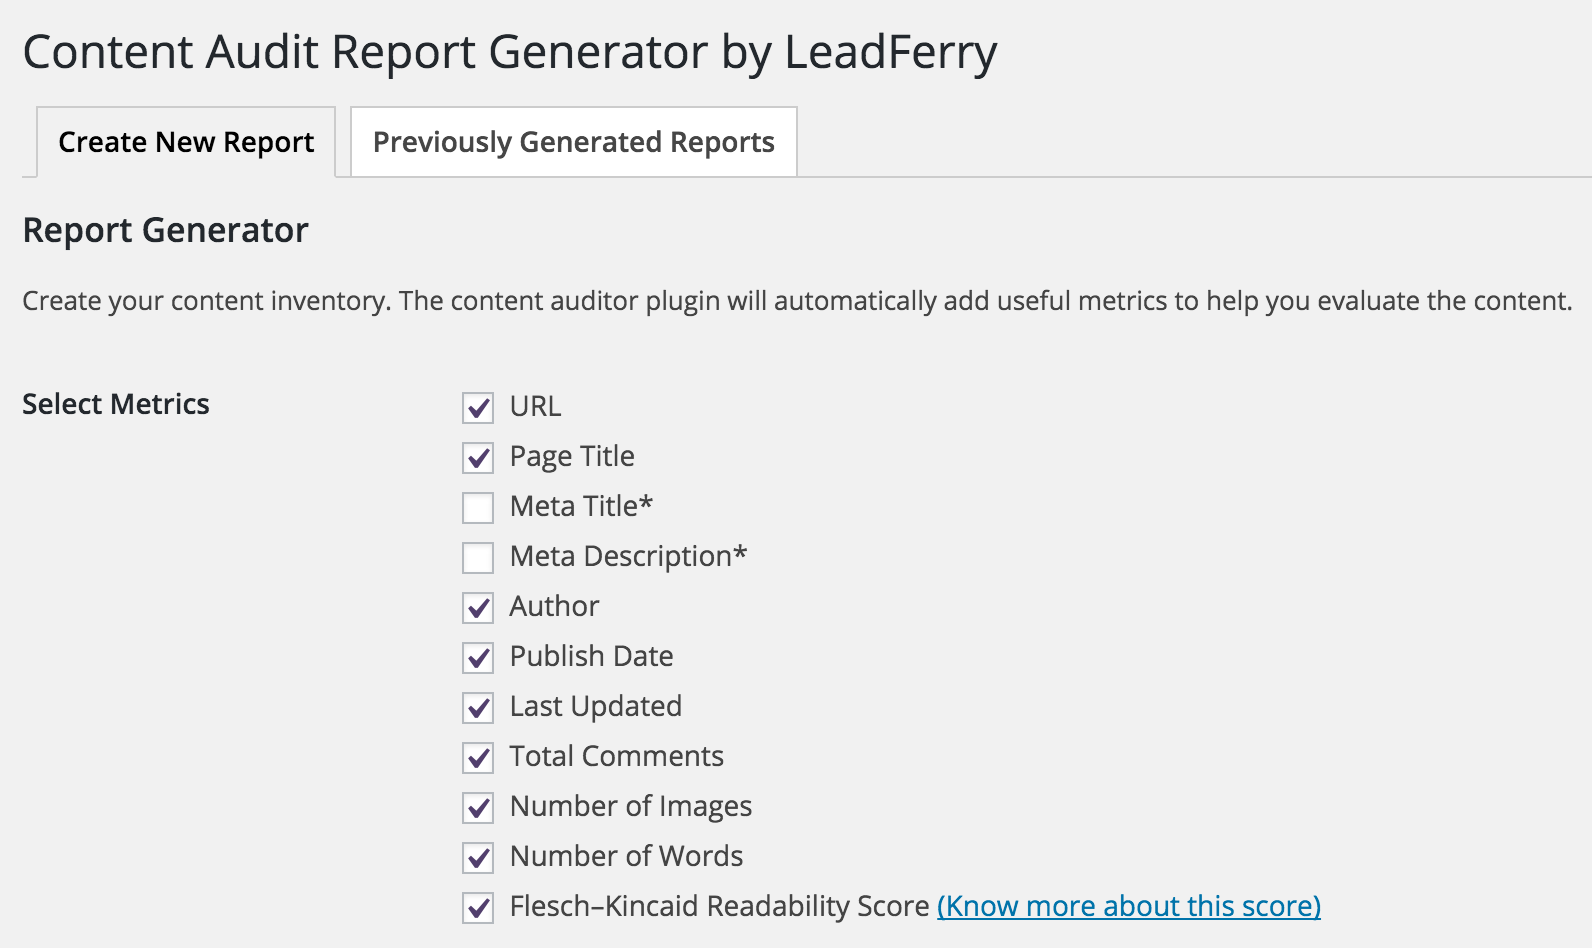 Content Audit Report Generator by LeadFerry
Create New Report
Previously Generated Reports
Report Generator
Create your content inventory. The content auditor plugin will automatically add useful metrics to help you evaluate the content.
Select Metrics
URL
Page Title
Meta Title*
Meta Description*
Author
Publish Date
Last Updated
Total Comments
Number of Images
Number of Words
Flesch–Kincaid Readability Score (Know more about this score)